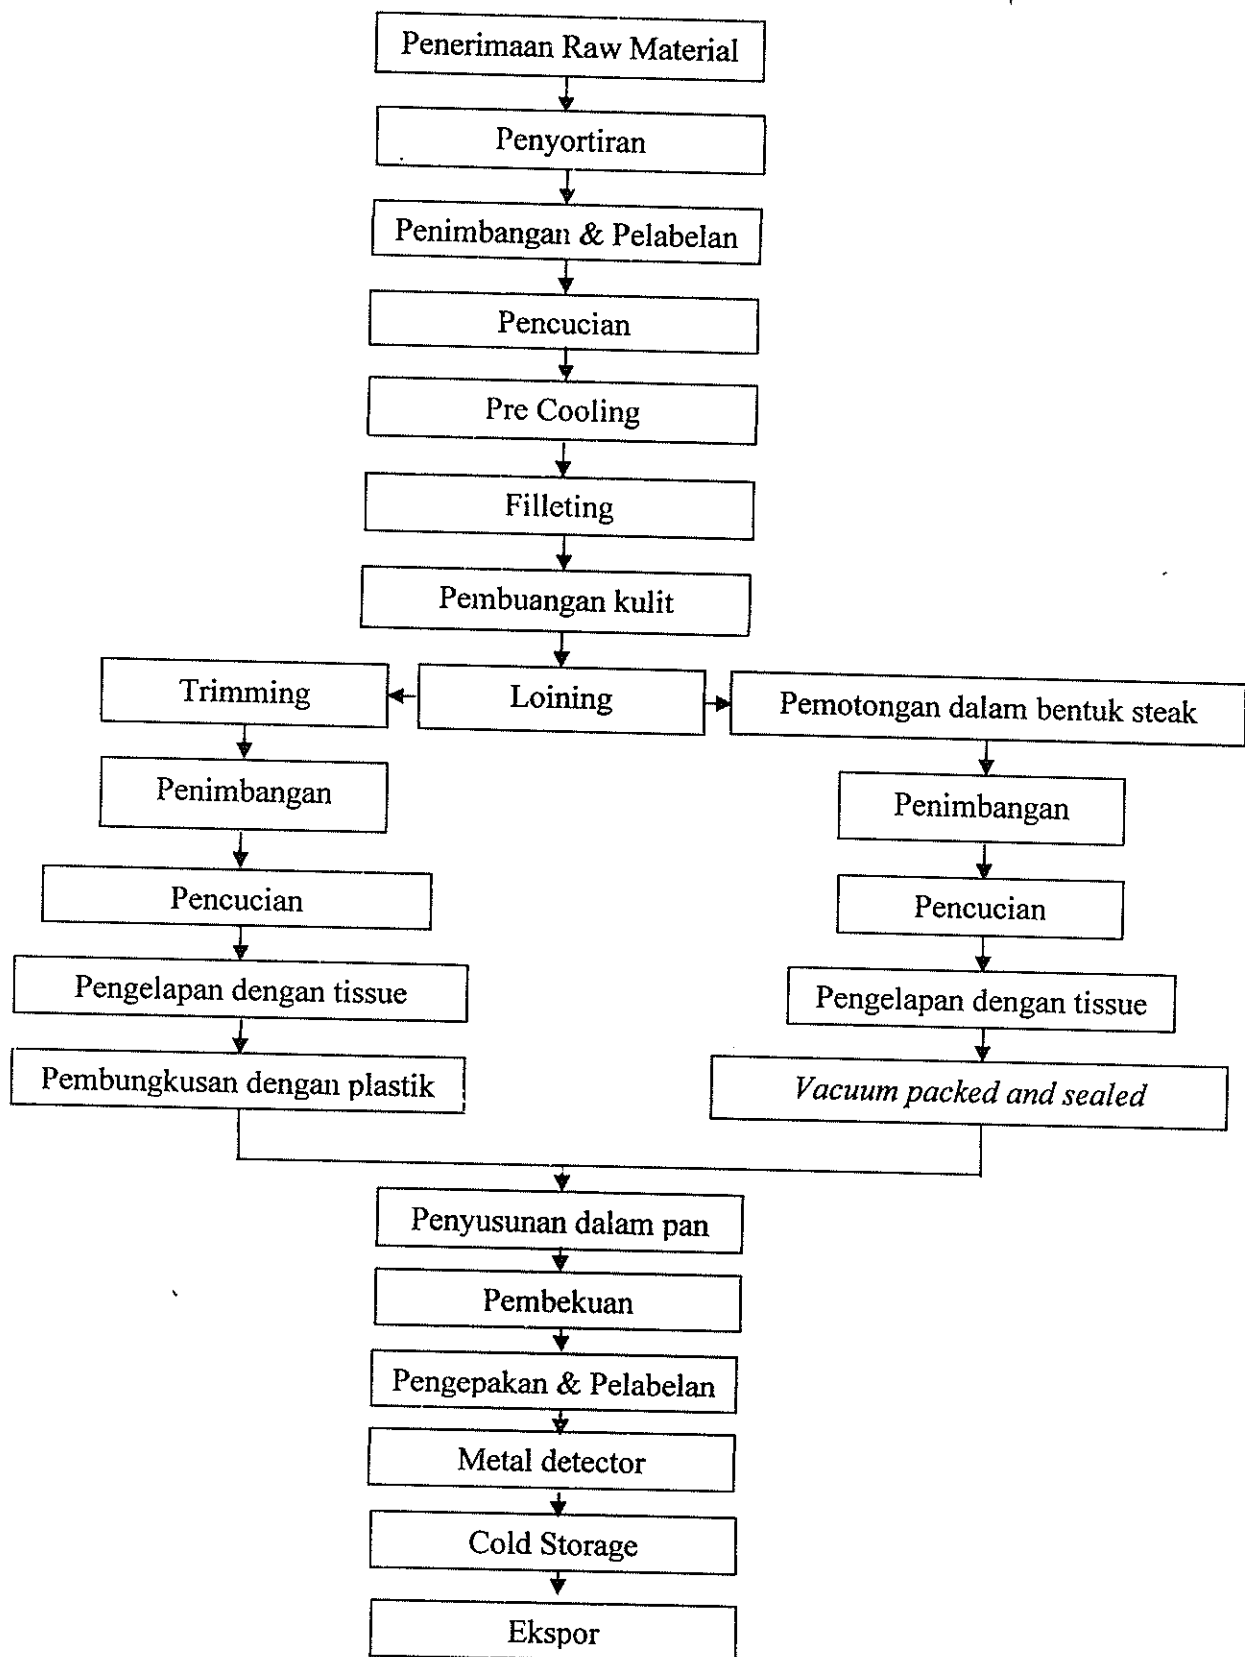 Penerimaan Raw Material
Penyortiran
Penimbangan & Pelabelan
Pencucian
Pre Cooling
Filleting
Pembuangan kulit
Trimming
Loining
Pemotongan dalam bentuk steak
Penimbangan
Penimbangan
Pencucian
Pencucian
Pengelapan dengan tissue
Pengelapan dengan tissue
Pembungkusan dengan plastik
Vacuum packed and sealed
Penyusunan dalam pan
Pembekuan
Pengepakan & Pelabelan
Metal detector
Cold Storage
Ekspor